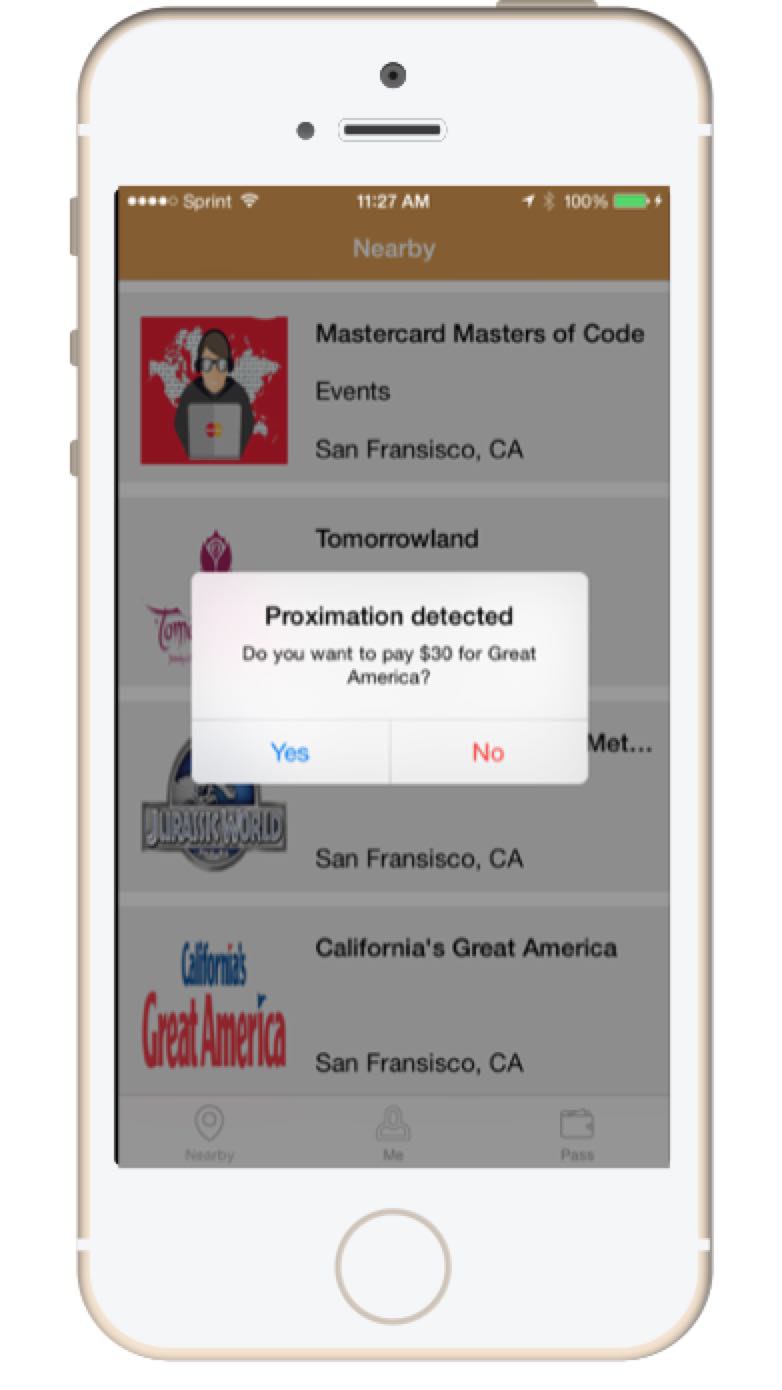 Sprint
11:27 AM
100%
Nearby
Mastercard Masters of Code
Events
San Fransisco, CA
Tomorrowland
Proximation detected
Do you want to pay $30 for Great
America?
Yes
No
Met...
JURASSIC WORLD
San Fransisco, CA
California's
Great America
California's Great America
San Fransisco, CA
Nearby
Me
Pass